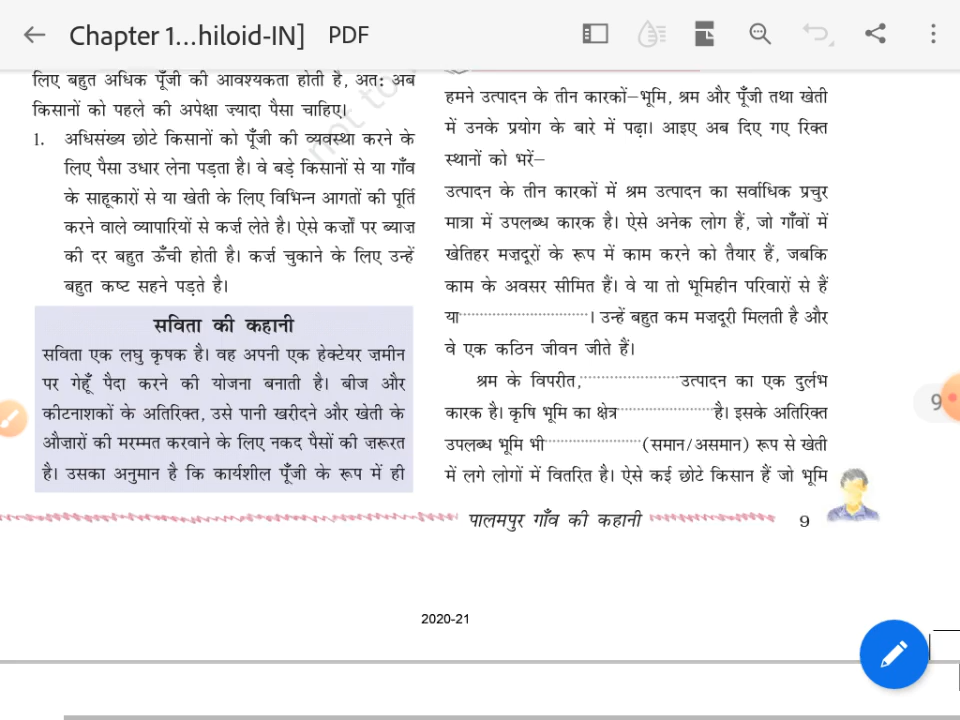 Chapter 1...hiloid-IN] PDF
लिए बहुत अधिक पूँजी की आवश्यकता होती है, अतः अब
किसानों को पहले की अपेक्षा ज़्यादा पैसा चाहिए।
1. अधिसंख्य छोटे किसानों को पूँजी की व्यवस्था करने के
लिए पैसा उधार लेना पड़ता है। वे बड़े किसानों से या गाँव
के साहूकारों से या खेती के लिए विभिन्न आगतों की पूर्ति
करने वाले व्यापारियों से कर्ज़ लेते है। ऐसे कर्ज़ों पर ब्याज़
की दर बहुत ऊँची होती है। कर्ज़ चुकाने के लिए उन्हें
बहुत कष्ट सहने पड़ते है।
सविता की कहानी
सविता एक लघु कृषक है। वह अपनी एक हेक्टेयर ज़मीन
पर गेहूँ पैदा करने की योजना बनाती है। बीज और
कीटनाशकों के अतिरिक्त, उसे पानी खरीदने और खेती के
औज़ारों की मरम्मत करवाने के लिए नकद पैसों की ज़रूरत
है। उसका अनुमान है कि कार्यशील पूँजी के रूप में ही
not to
हमने उत्पादन के तीन कारकों–भूमि, श्रम और पूँजी तथा खेती
में उनके प्रयोग के बारे में पढ़ा। आइए अब दिए गए रिक्त
स्थानों को भरें–
उत्पादन के तीन कारकों में श्रम उत्पादन का सर्वाधिक प्रचुर
मात्रा में उपलब्ध कारक है। ऐसे अनेक लोग हैं, जो गाँवों में
खेतिहर मज़दूरों के रूप में काम करने को तैयार हैं, जबकि
काम के अवसर सीमित हैं। वे या तो भूमिहीन परिवारों से हैं
या.............................। उन्हें बहुत कम मज़दूरी मिलती है और
वे एक कठिन जीवन जीते हैं।
श्रम के विपरीत,......................उत्पादन का एक दुर्लभ
कारक है। कृषि भूमि का क्षेत्र.....................है। इसके अतिरिक्त
उपलब्ध भूमि भी.....................(समान/असमान) रूप से खेती
में लगे लोगों में वितरित है। ऐसे कई छोटे किसान हैं जो भूमि
पालमपुर गाँव की कहानी 9
9
2020-21